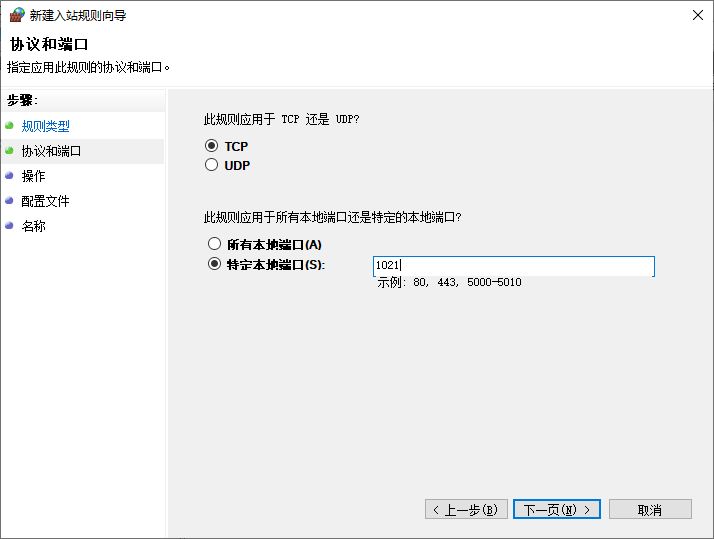 新建入站规则向导
协议和端口
指定应用此规则的协议和端口。
步骤:
规则类型
协议和端口
操作
配置文件
名称
此规则应用于 TCP 还是 UDP?
TCP
UDP
此规则应用于所有本地端口还是特定的本地端口?
所有本地端口(A)
特定本地端口(S):
1021
示例: 80, 443, 5000-5010
< 上一步(B)
下一页(N) >
取消